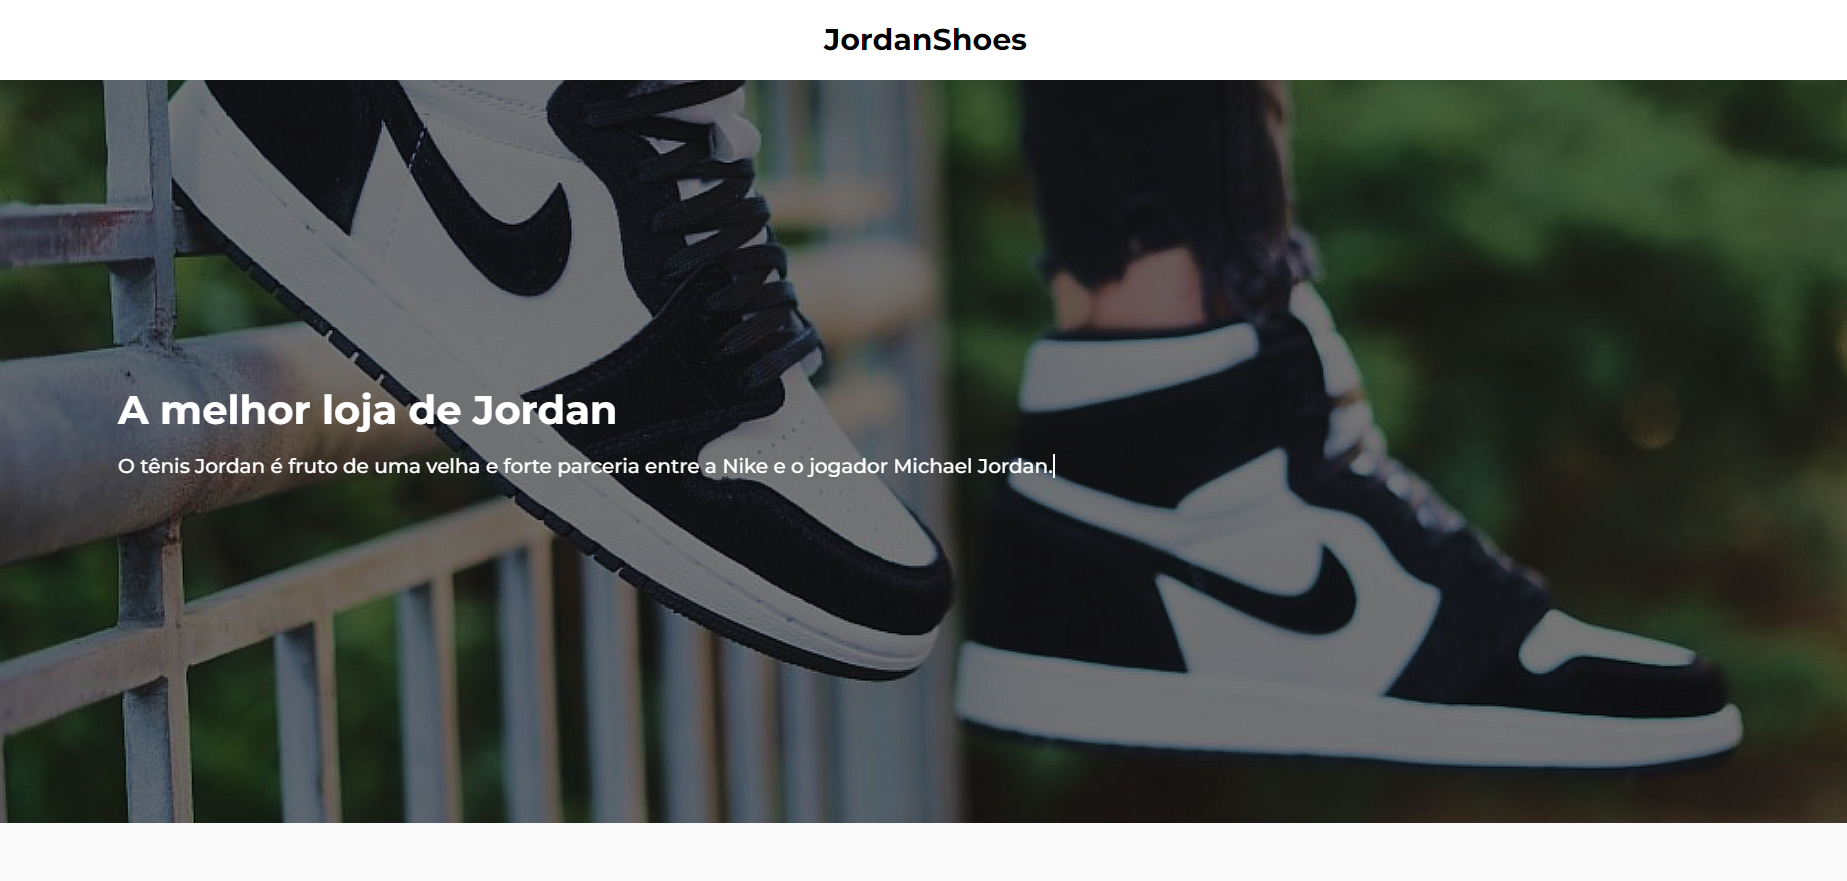 JordanShoes
A melhor loja de Jordan
O tênis Jordan é fruto de uma velha e forte parceria entre a Nike e o jogador Michael Jordan.